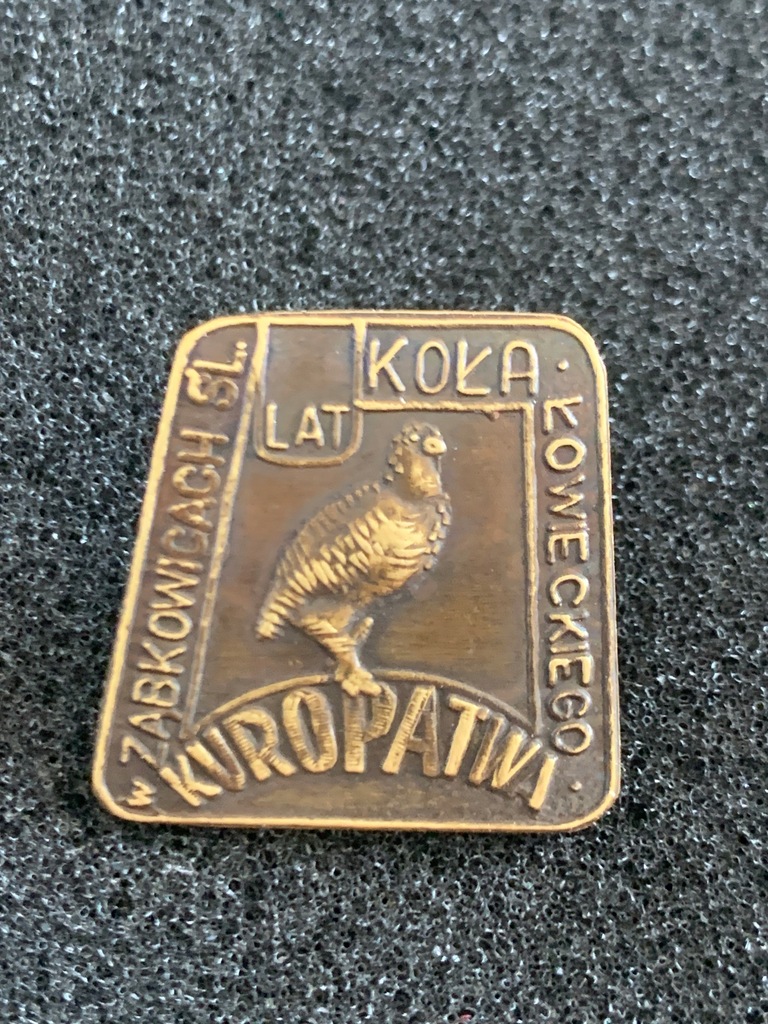 LAT
KOŁA
ŁOWIECKIEGO
KUROPATWA
w ZĄBKOWICACH ŚL.